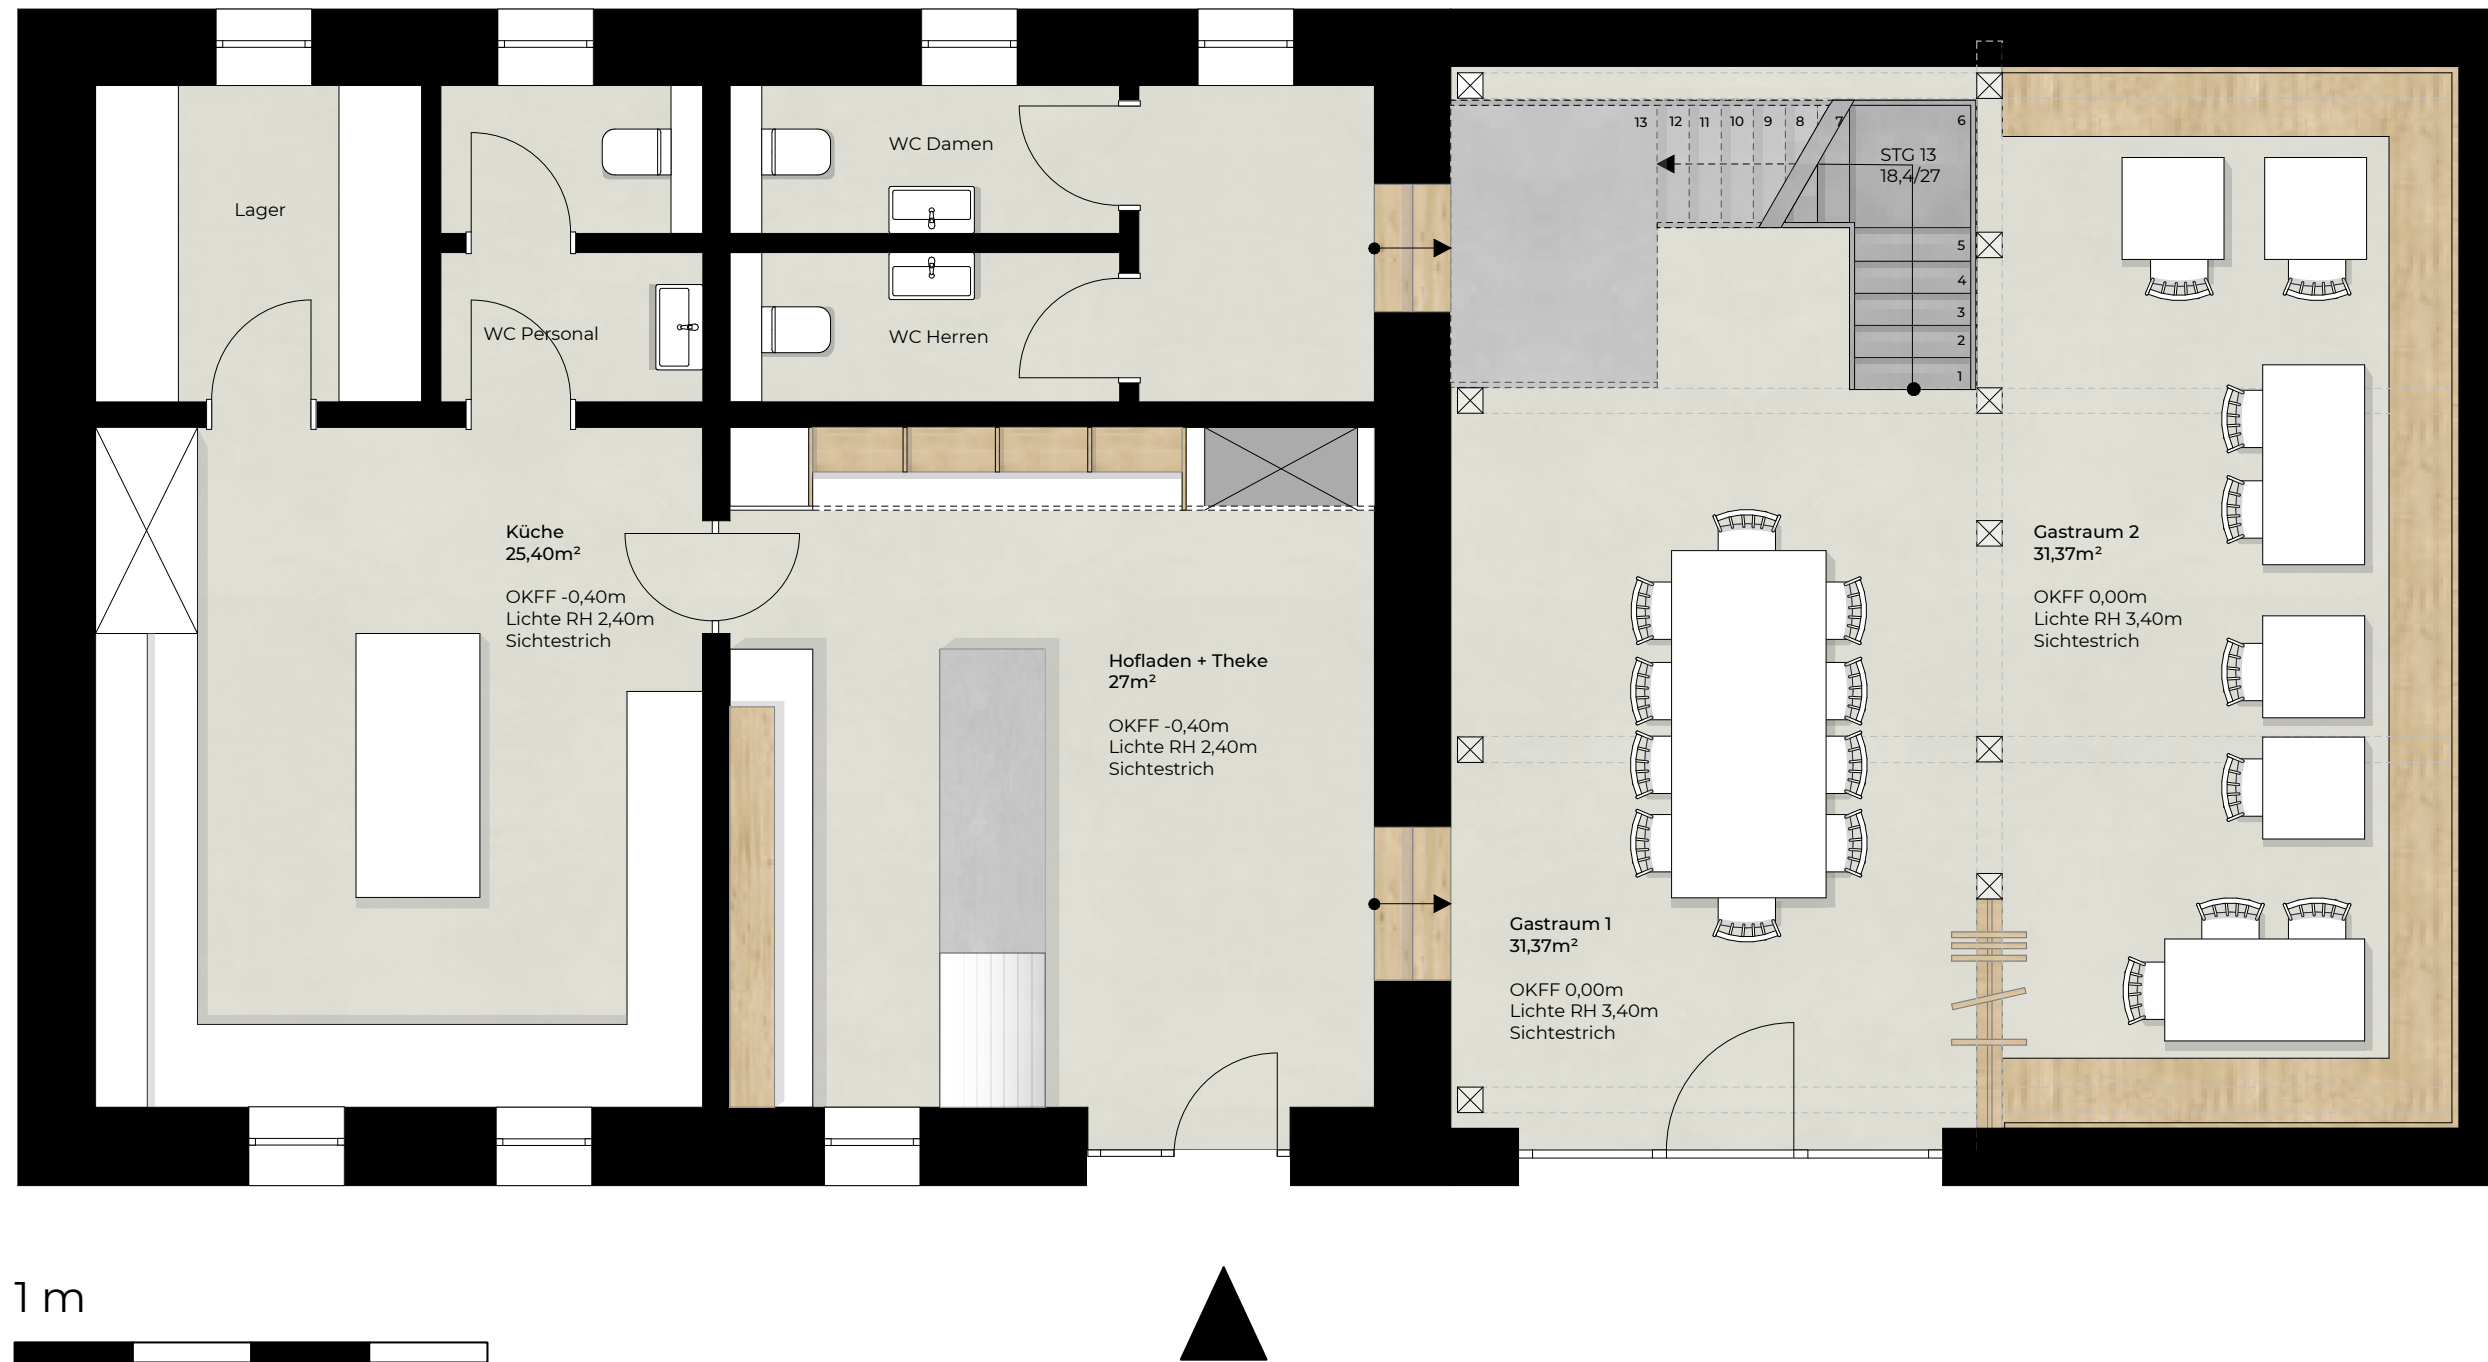 WC Damen
13
12
11
10
9
8
7
6
STG 13
18,4/27
Lager
5
4
3
2
1
WC Personal
WC Herren
Küche
25,40m²
OKFF -0,40m
Lichte RH 2,40m
Sichtestrich
Hofladen + Theke
27m²
OKFF -0,40m
Lichte RH 2,40m
Sichtestrich
Gastraum 2
31,37m²
OKFF 0,00m
Lichte RH 3,40m
Sichtestrich
Gastraum 1
31,37m²
OKFF 0,00m
Lichte RH 3,40m
Sichtestrich
1 m